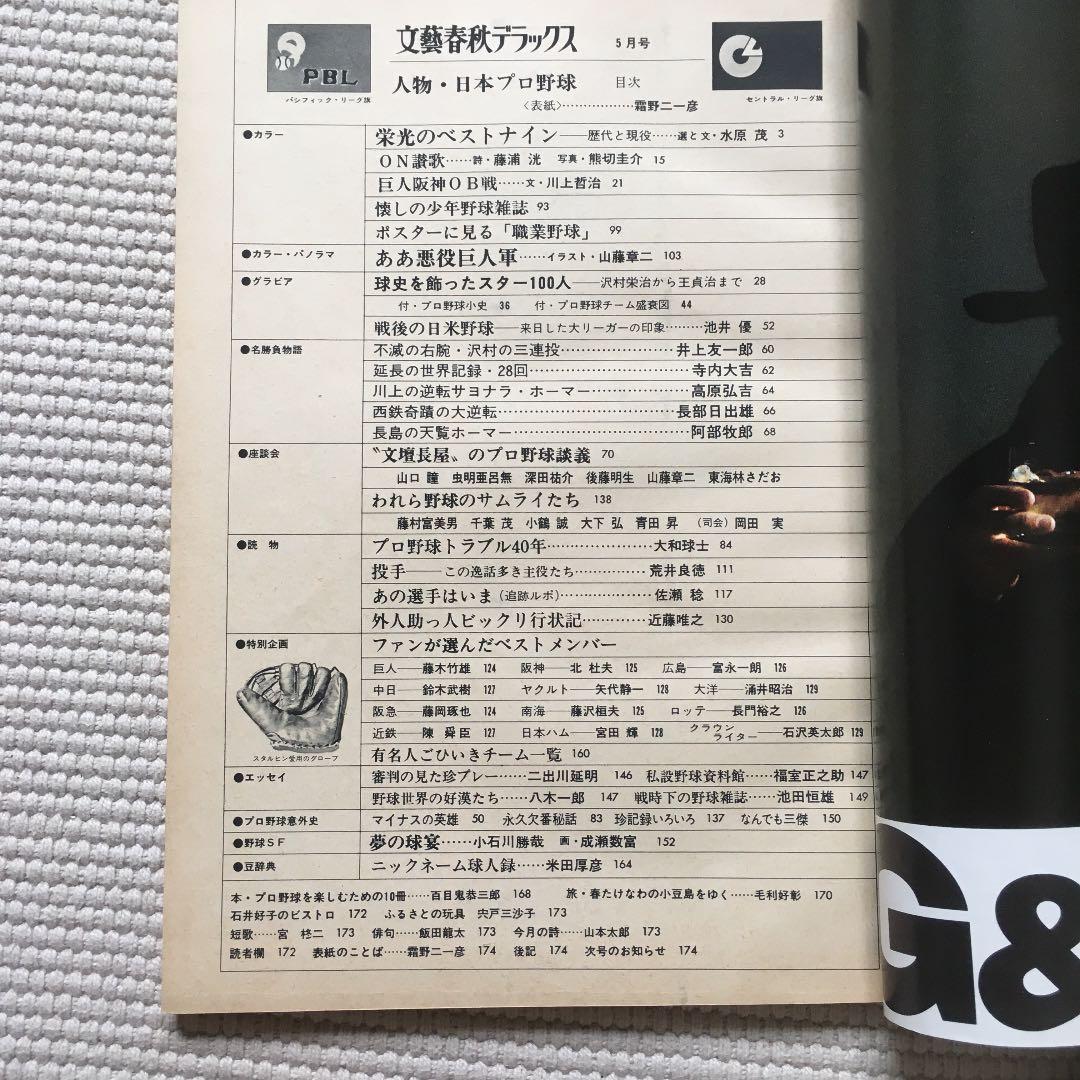 PBL
パシフィック・リーグ旗
文藝春秋デラックス 5月号
人物・日本プロ野球 目次
〈表紙〉………………霜野二一彦
セントラル・リーグ旗
●カラー
栄光のベストナイン――歴代と現役……選と文・水原 茂 3
ON讃歌……詩・藤浦 洸 写真・熊切圭介 15
巨人阪神OB戦……文・川上哲治 21
懐しの少年野球雑誌 93
ポスターに見る「職業野球」 99
●カラー・パノラマ
ああ悪役巨人軍……イラスト・山藤章二 103
●グラビア
球史を飾ったスター100人――沢村栄治から王貞治まで 28
付・プロ野球小史 36 付・プロ野球チーム盛衰図 44
戦後の日米野球――来日した大リーガーの印象………池井 優 52
●名勝負物語
不滅の右腕・沢村の三連投…………………井上友一郎 60
延長の世界記録・28回…………………………寺内大吉 62
川上の逆転サヨナラ・ホーマー………………高原弘吉 64
西鉄奇蹟の大逆転……………………………長部日出雄 66
長島の天覧ホーマー……………………………阿部牧郎 68
●座談会
〝文壇長屋〟のプロ野球談義 70
山口 瞳 虫明亜呂無 深田祐介 後藤明生 山藤章二 東海林さだお
われら野球のサムライたち 138
藤村富美男 千葉 茂 小鶴 誠 大下 弘 青田 昇 (司会)岡田 実
●読 物
プロ野球トラブル40年…………………大和球士 84
投手――この逸話多き主役たち……………荒井良徳 111
あの選手はいま(追跡ルポ)………………佐瀬 稔 117
外人助っ人ビックリ行状記…………近藤唯之 130
●特別企画
ファンが選んだベストメンバー
巨人――藤木竹雄 124 阪神――北 杜夫 125 広島――富永一朗 126
中日――鈴木武樹 127 ヤクルト――矢代静一 128 大洋――涌井昭治 129
阪急――藤岡琢也 124 南海――藤沢桓夫 125 ロッテ――長門裕之 126
近鉄――陳 舜臣 127 日本ハム――宮田 輝 128 クラウンライター――石沢英太郎 129
スタルヒン愛用のグローブ
有名人ごひいきチーム一覧 160
●エッセイ
審判の見た珍プレー……二出川延明 146 私設野球資料館……福室正之助 147
野球世界の好漢たち……八木一郎 147 戦時下の野球雑誌……池田恒雄 149
●プロ野球意外史
マイナスの英雄 50 永久欠番秘話 83 珍記録いろいろ 137 なんでも三傑 150
●野球SF
夢の球宴……小石川勝哉 画・成瀬数富 152
●豆辞典
ニックネーム球人録……米田厚彦 164
本・プロ野球を楽しむための10冊……百目鬼恭三郎 168 旅・春たけなわの小豆島をゆく……毛利好彰 170
石井好子のビストロ 172 ふるさとの玩具 宍戸三沙子 173
短歌……宮 柊二 173 俳句……飯田龍太 173 今月の詩……山本太郎 173
読者欄 172 表紙のことば……霜野二一彦 174 後記 174 次号のお知らせ 174
G&